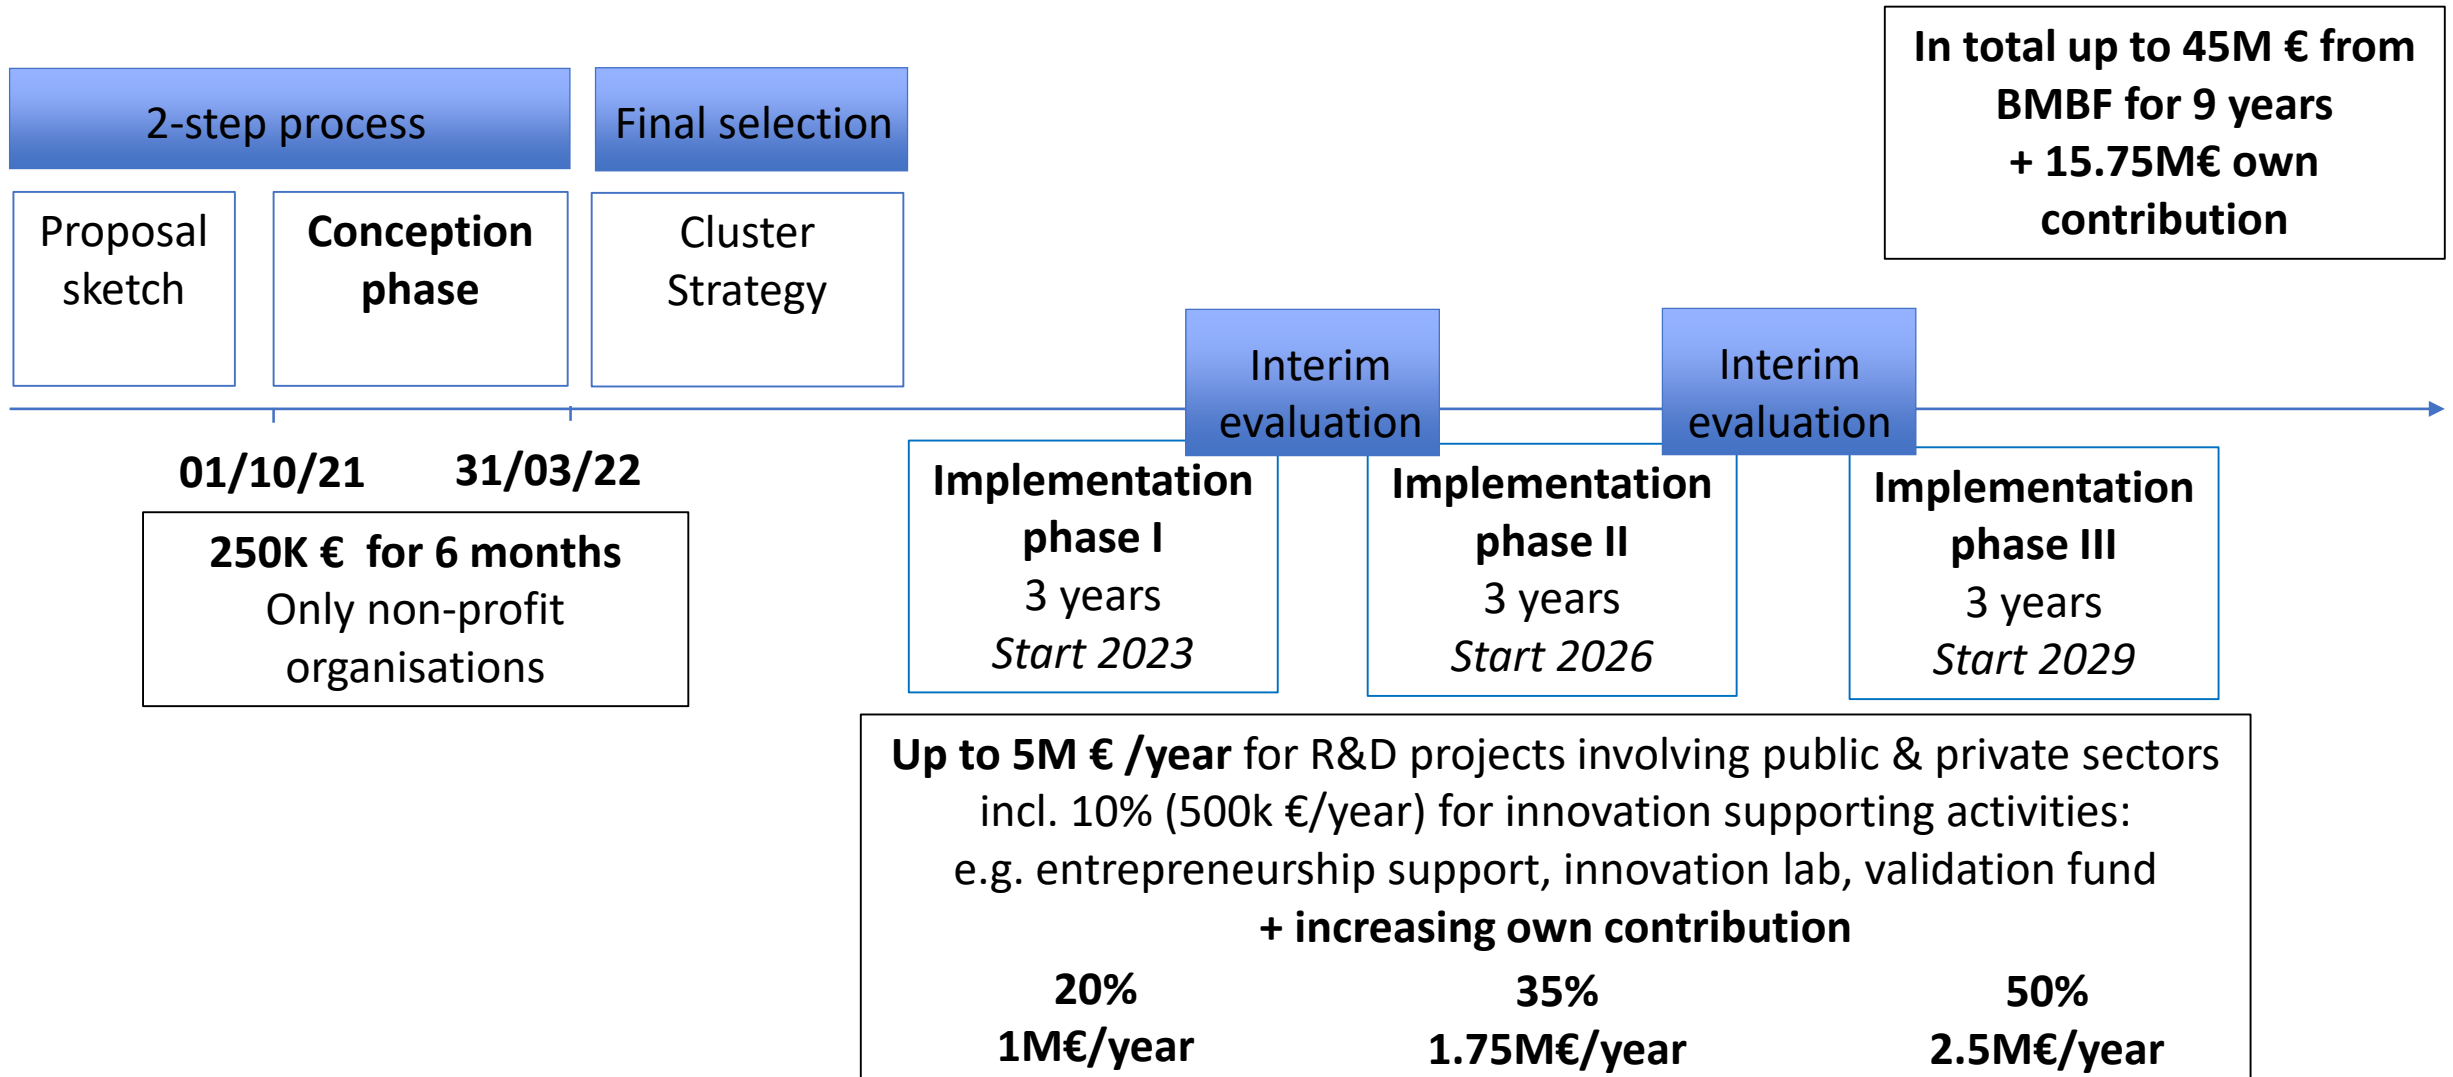 In total up to 45M € from
BMBF for 9 years
+ 15.75M€ own
contribution
2-step process
Final selection
Proposal
sketch
Conception
phase
Cluster
Strategy
Interim
evaluation
Interim
evaluation
01/10/21
31/03/22
250K €  for 6 months
Only non-profit
organisations
Implementation
phase I
3 years
Start 2023
Implementation
phase II
3 years
Start 2026
Implementation
phase III
3 years
Start 2029
Up to 5M € /year for R&D projects involving public & private sectors
incl. 10% (500k €/year) for innovation supporting activities:
e.g. entrepreneurship support, innovation lab, validation fund
+ increasing own contribution
20%
1M€/year
35%
1.75M€/year
50%
2.5M€/year